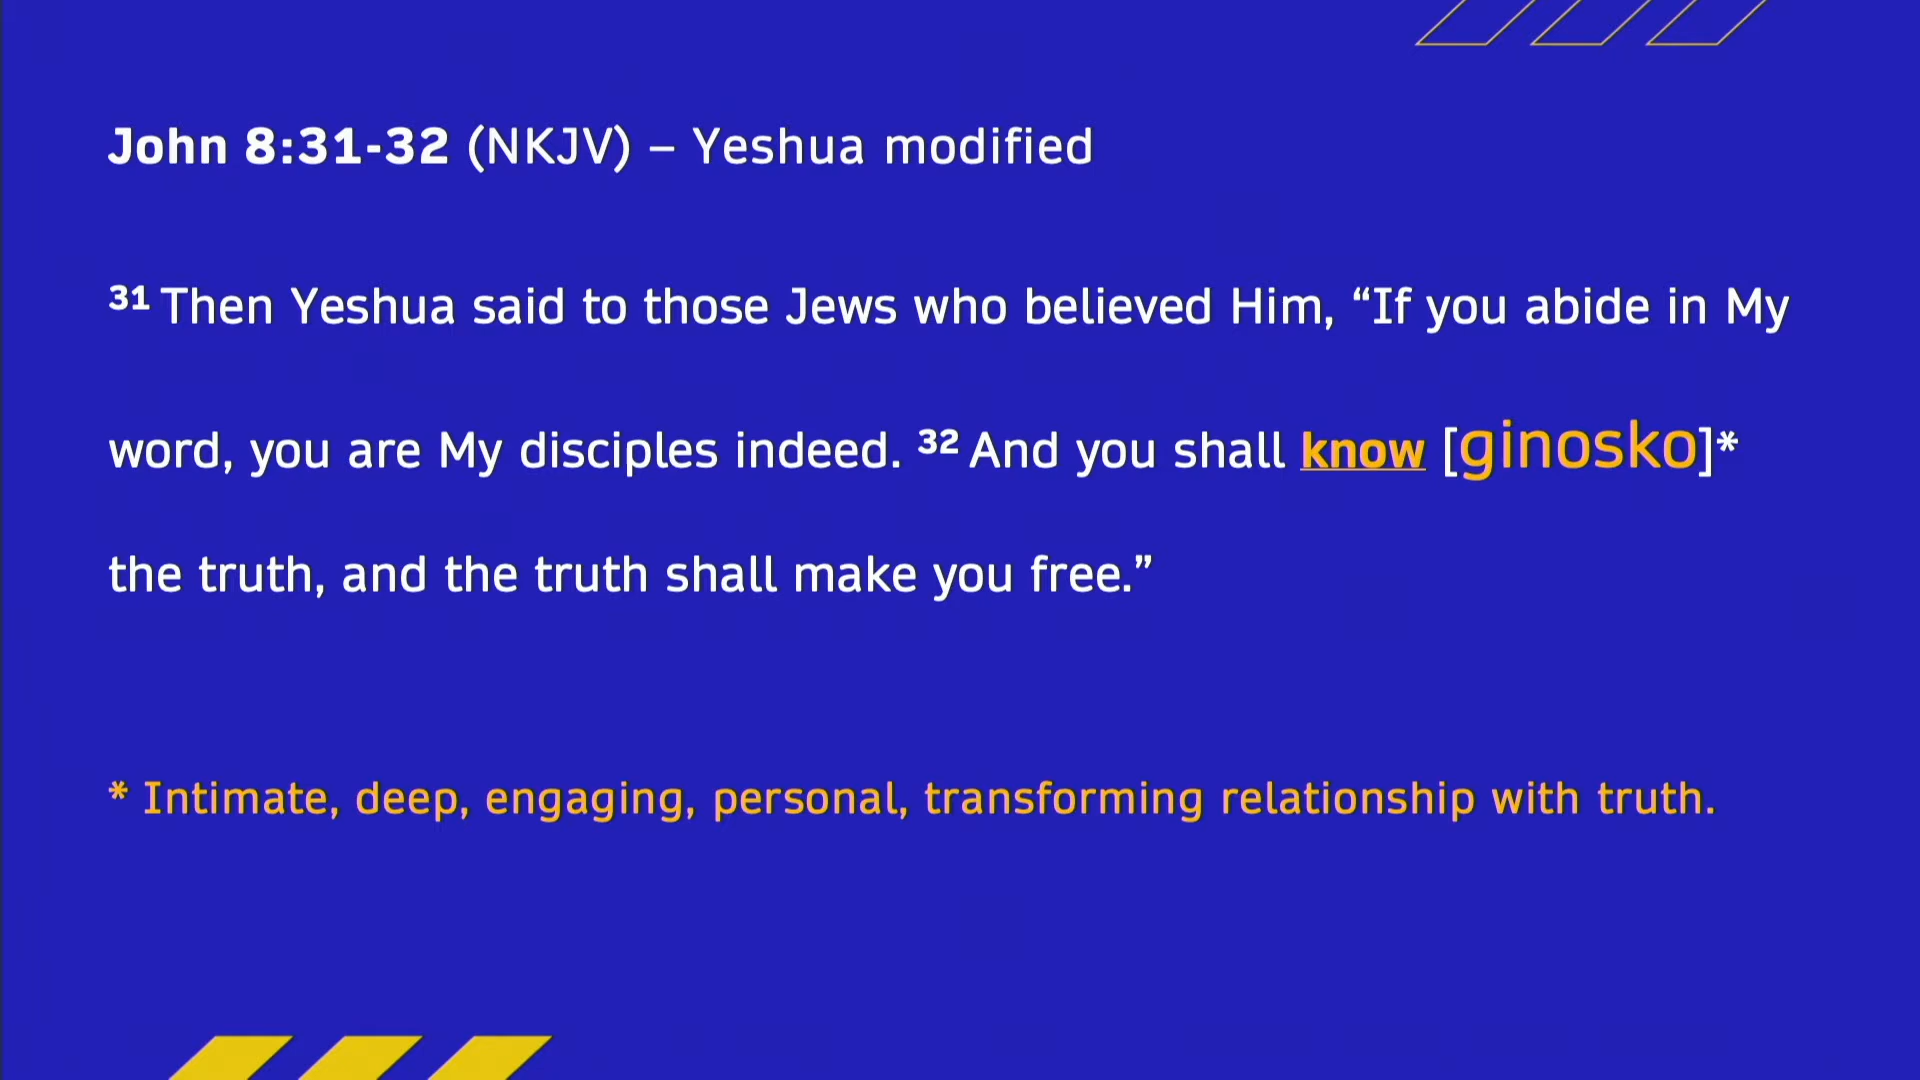 John 8:31-32 (NKJV) – Yeshua modified
31 Then Yeshua said to those Jews who believed Him, “If you abide in My
word, you are My disciples indeed. 32 And you shall know [ginosko]*
the truth, and the truth shall make you free.”
* Intimate, deep, engaging, personal, transforming relationship with truth.